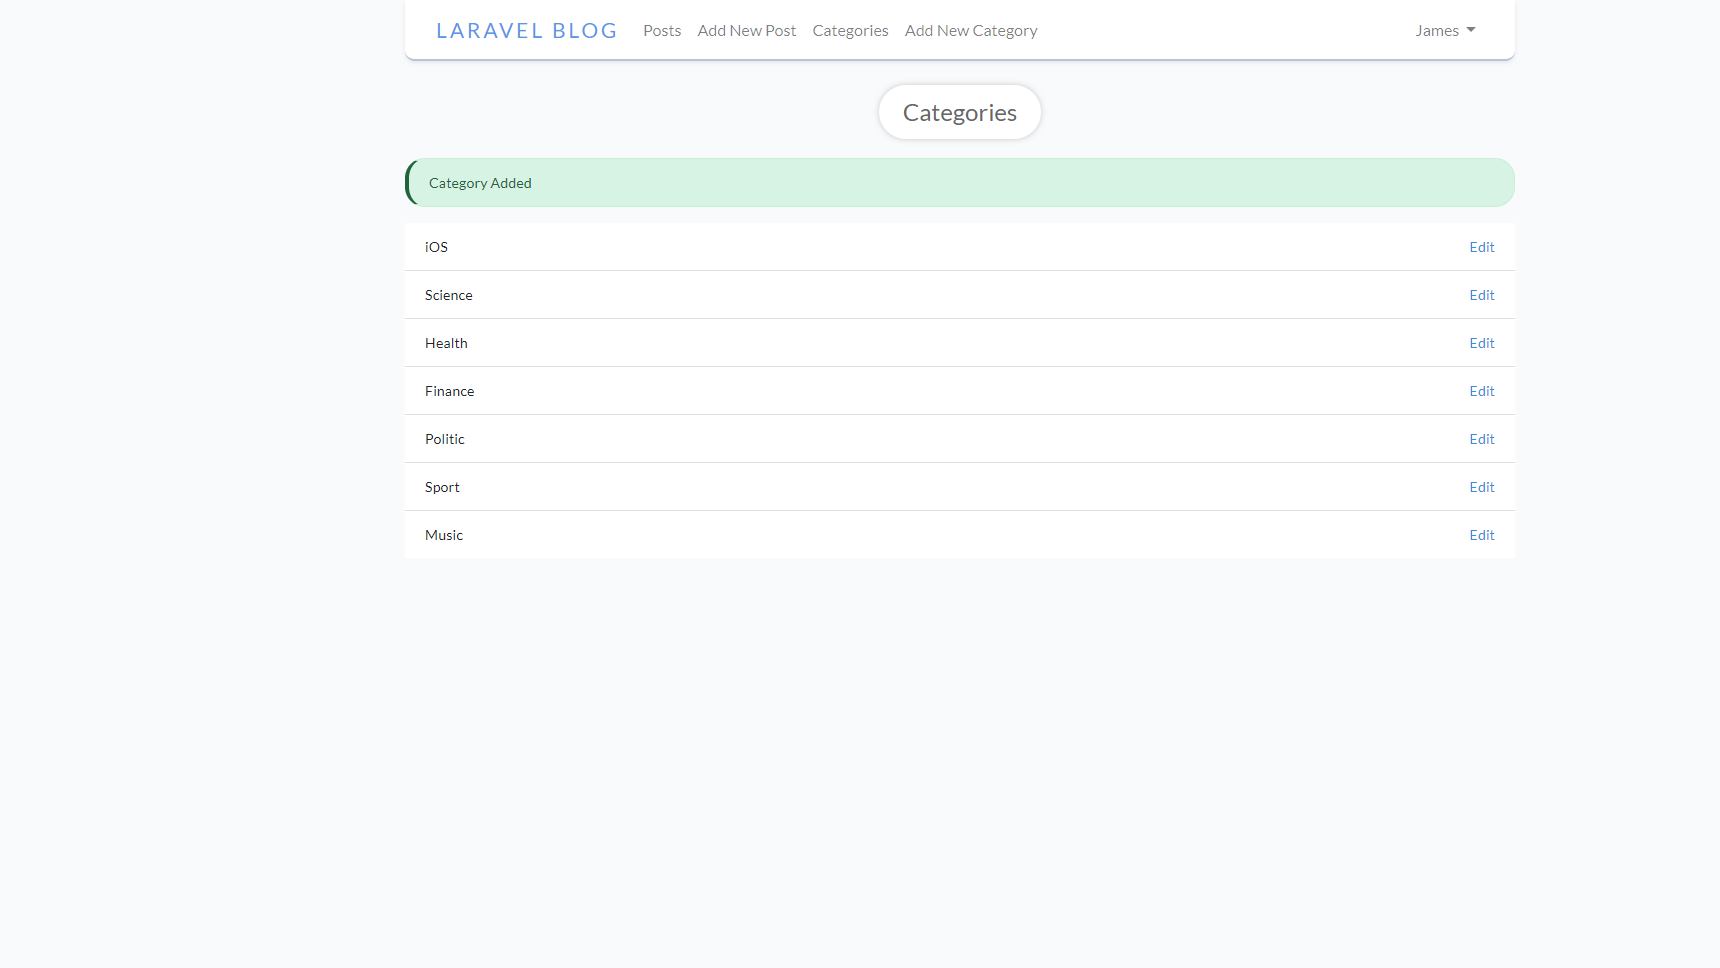 LARAVEL BLOG Posts Add New Post Categories Add New Category James
Categories
Category Added
iOS Edit
Science Edit
Health Edit
Finance Edit
Politic Edit
Sport Edit
Music Edit